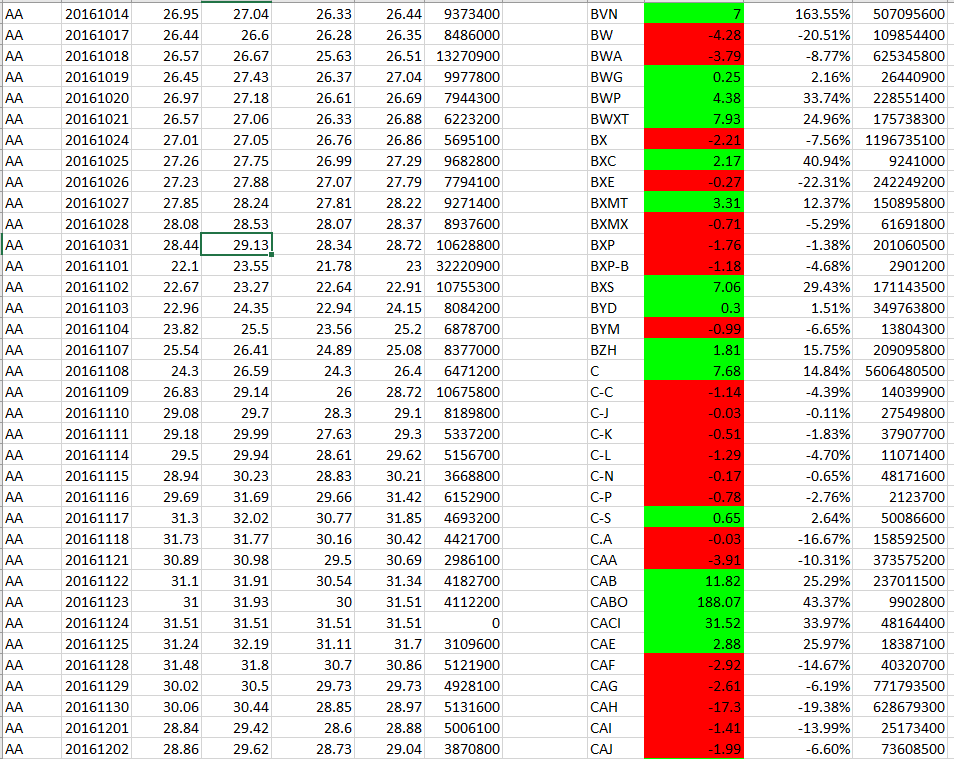 AA 20161014 26.95 27.04 26.33 26.44 9373400 BVN 7 163.55% 507095600
AA 20161017 26.44 26.6 26.28 26.35 8486000 BW -4.28 -20.51% 109854400
AA 20161018 26.57 26.67 25.63 26.51 13270900 BWA -3.79 -8.77% 625345800
AA 20161019 26.45 27.43 26.37 27.04 9977800 BWG 0.25 2.16% 26440900
AA 20161020 26.97 27.18 26.61 26.69 7944300 BWP 4.38 33.74% 228551400
AA 20161021 26.57 27.06 26.33 26.88 6223200 BWXT 7.93 24.96% 175738300
AA 20161024 27.01 27.05 26.76 26.86 5695100 BX -2.21 -7.56% 1196735100
AA 20161025 27.26 27.75 26.99 27.29 9682800 BXC 2.17 40.94% 9241000
AA 20161026 27.23 27.88 27.07 27.79 7794100 BXE -0.27 -22.31% 242249200
AA 20161027 27.85 28.24 27.81 28.22 9271400 BXMT 3.31 12.37% 150895800
AA 20161028 28.08 28.53 28.07 28.37 8937600 BXMX -0.71 -5.29% 61691800
AA 20161031 28.44 29.13 28.34 28.72 10628800 BXP -1.76 -1.38% 201060500
AA 20161101 22.1 23.55 21.78 23 32220900 BXP-B -1.18 -4.68% 2901200
AA 20161102 22.67 23.27 22.64 22.91 10755300 BXS 7.06 29.43% 171143500
AA 20161103 22.96 24.35 22.94 24.15 8084200 BYD 0.3 1.51% 349763800
AA 20161104 23.82 25.5 23.56 25.2 6878700 BYM -0.99 -6.65% 13804300
AA 20161107 25.54 26.41 24.89 25.08 8377000 BZH 1.81 15.75% 209095800
AA 20161108 24.3 26.59 24.3 26.4 6471200 C 7.68 14.84% 5606480500
AA 20161109 26.83 29.14 26 28.72 10675800 C-C -1.14 -4.39% 14039900
AA 20161110 29.08 29.7 28.3 29.1 8189800 C-J -0.03 -0.11% 27549800
AA 20161111 29.18 29.99 27.63 29.3 5337200 C-K -0.51 -1.83% 37907700
AA 20161114 29.5 29.94 28.61 29.62 5156700 C-L -1.29 -4.70% 11071400
AA 20161115 28.94 30.23 28.83 30.21 3668800 C-N -0.17 -0.65% 48171600
AA 20161116 29.69 31.69 29.66 31.42 6152900 C-P -0.78 -2.76% 2123700
AA 20161117 31.3 32.02 30.77 31.85 4693200 C-S 0.65 2.64% 50086600
AA 20161118 31.73 31.77 30.16 30.42 4421700 C.A -0.03 -16.67% 158592500
AA 20161121 30.89 30.98 29.5 30.69 2986100 CAA -3.91 -10.31% 373575200
AA 20161122 31.1 31.91 30.54 31.34 4182700 CAB 11.82 25.29% 237011500
AA 20161123 31 31.93 30 31.51 4112200 CABO 188.07 43.37% 9902800
AA 20161124 31.51 31.51 31.51 31.51 0 CACI 31.52 33.97% 48164400
AA 20161125 31.24 32.19 31.11 31.7 3109600 CAE 2.88 25.97% 18387100
AA 20161128 31.48 31.8 30.7 30.86 5121900 CAF -2.92 -14.67% 40320700
AA 20161129 30.02 30.5 29.73 29.73 4928100 CAG -2.61 -6.19% 771793500
AA 20161130 30.06 30.44 28.85 28.97 5131600 CAH -17.3 -19.38% 628679300
AA 20161201 28.84 29.42 28.6 28.88 5006100 CAI -1.41 -13.99% 25173400
AA 20161202 28.86 29.62 28.73 29.04 3870800 CAJ -1.99 -6.60% 73608500